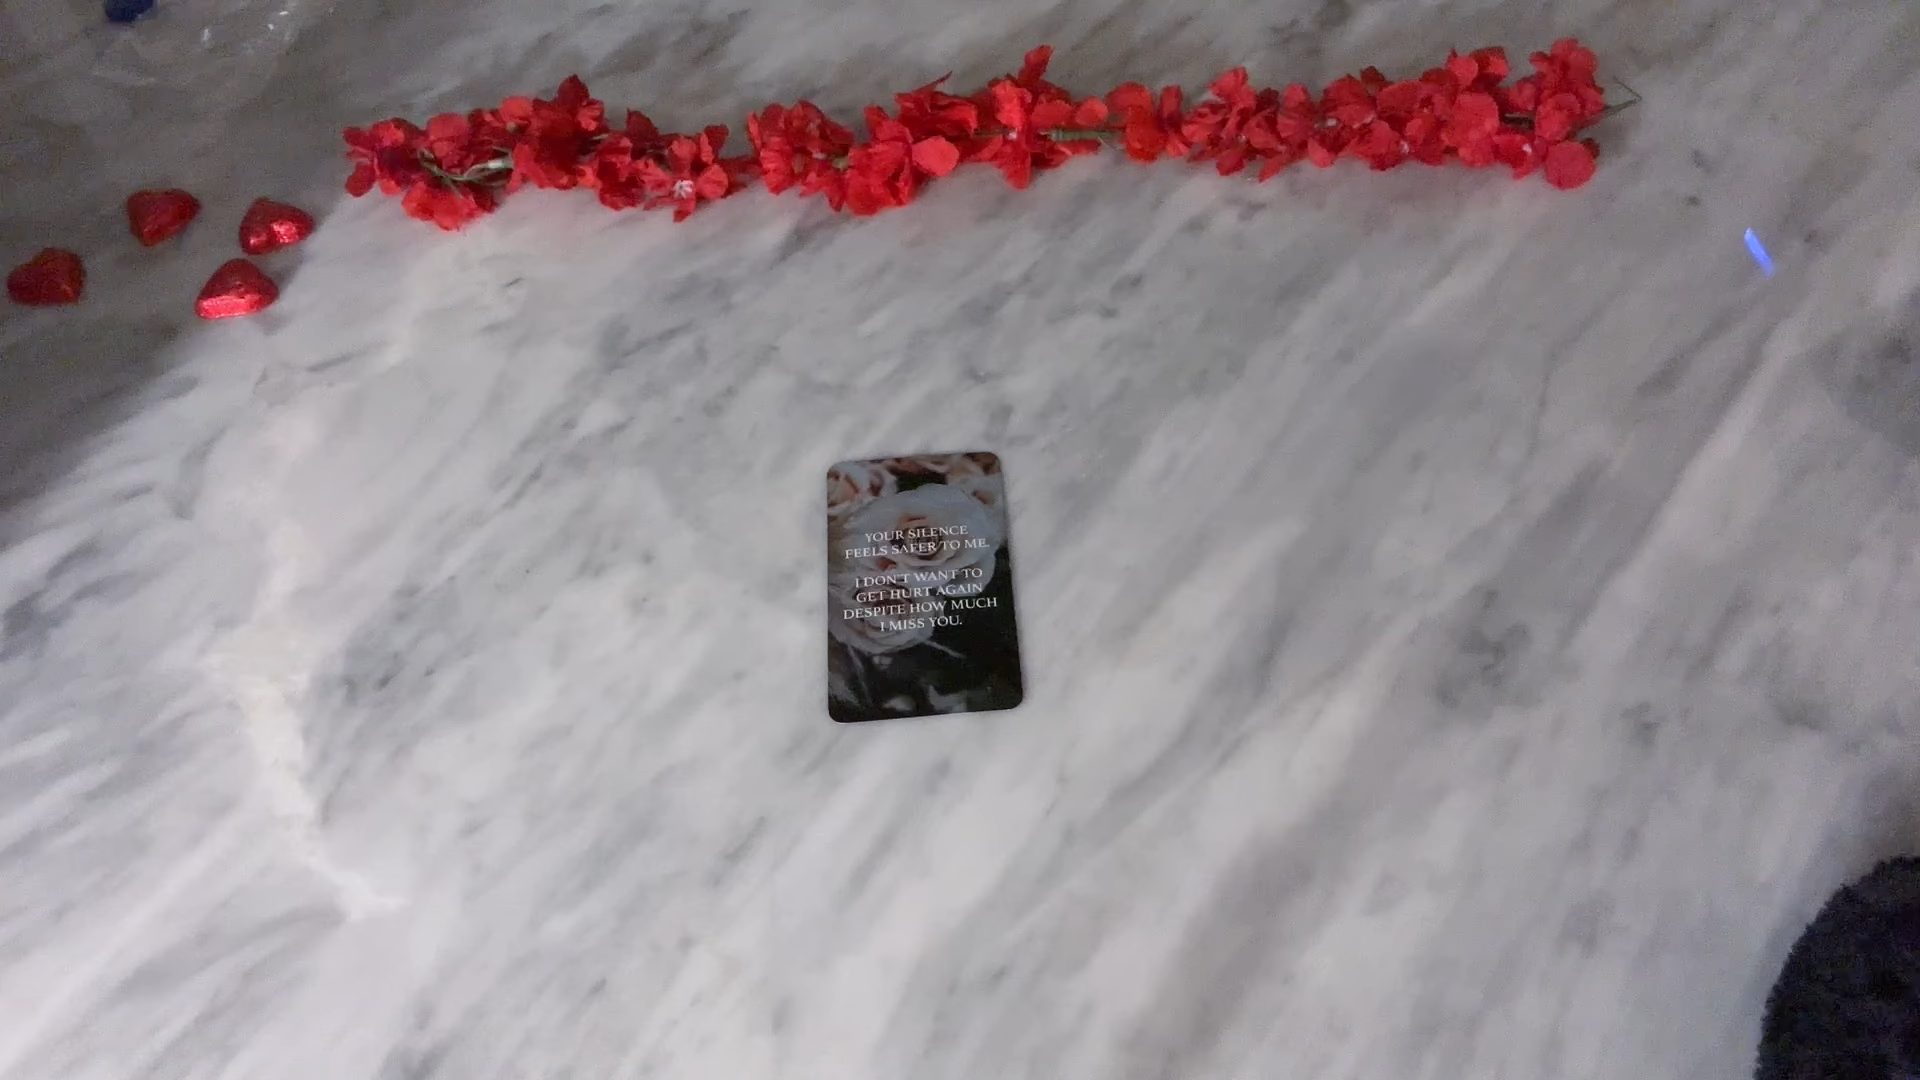 YOUR SILENCE
FEELS SAFER TO ME.
I DON'T WANT TO
GET HURT AGAIN
DESPITE HOW MUCH
I MISS YOU.